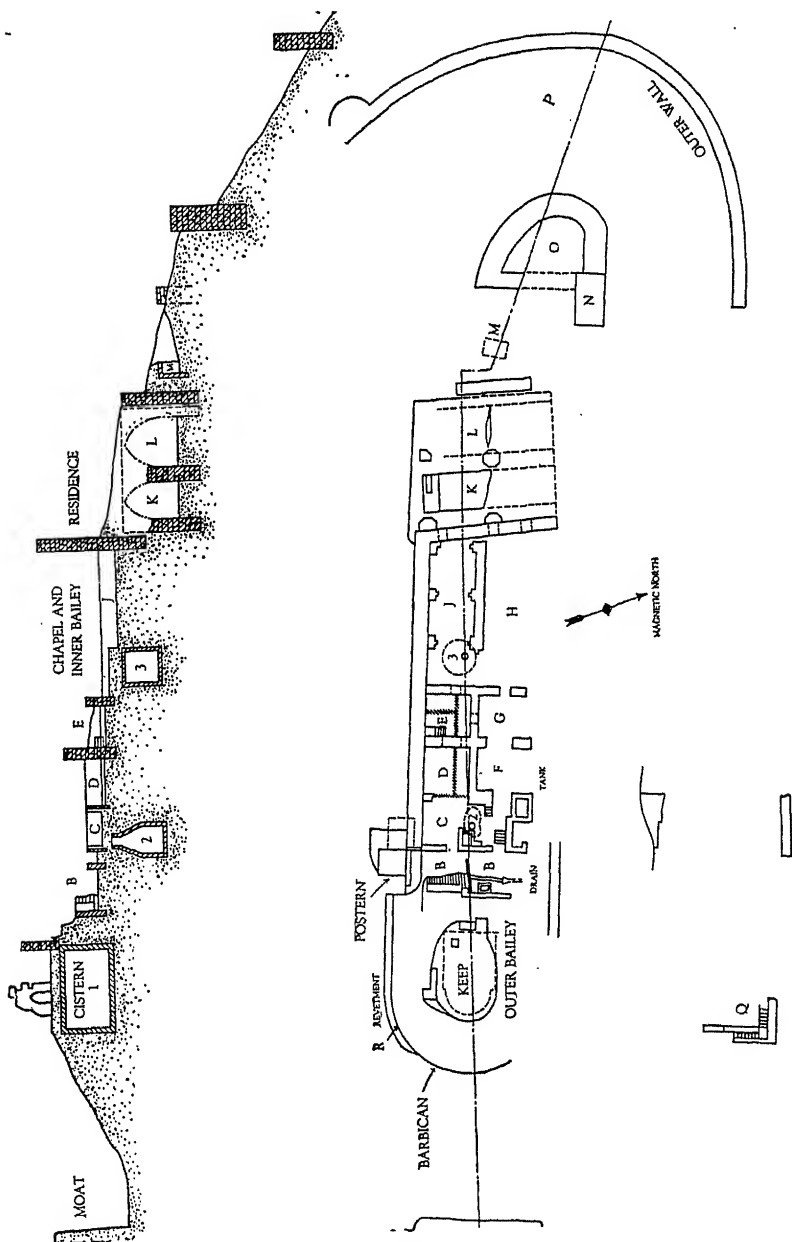 MOAT
CISTERN
1
B
C
D
E
2
3
CHAPEL AND
INNER BAILEY
J
RESIDENCE
K
L
M
BARBICAN
R
REVETMENT
POSTERN
KEEP
OUTER BAILEY
B
B
C
D
E
2
F
G
H
J
3
K
L
M
N
O
P
OUTER WALL
DRAIN
TANK
MAGNETIC NORTH
Q